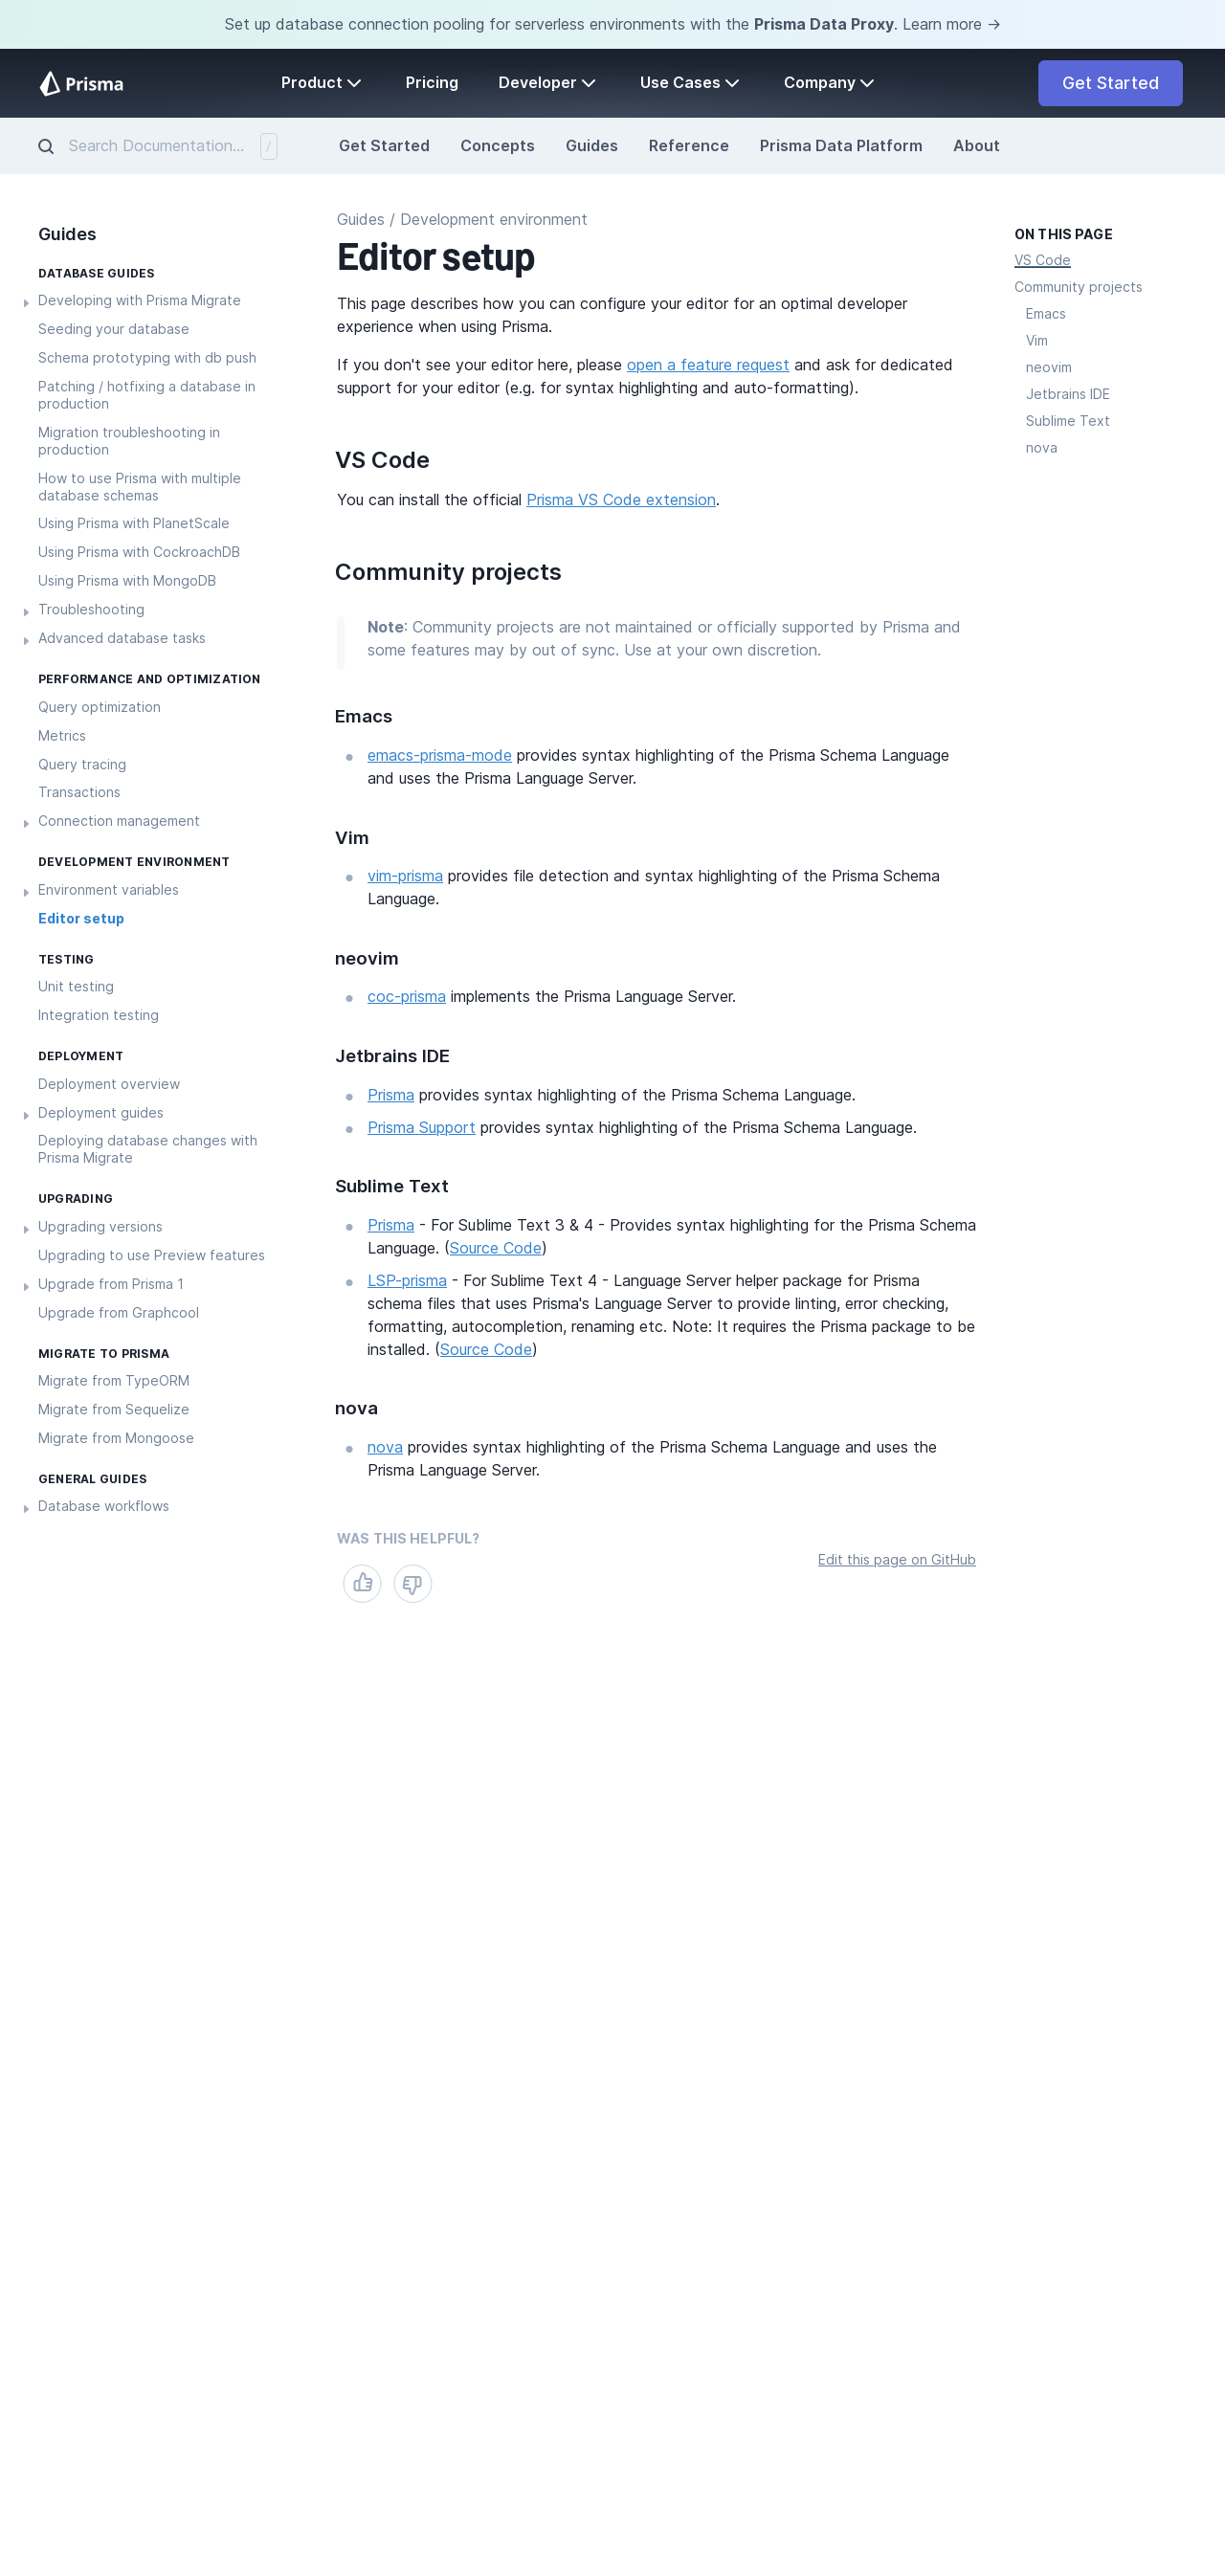 Set up database connection pooling for serverless environments with the Prisma Data Proxy. Learn more →
Prisma
Product
Pricing
Developer
Use Cases
Company
Get Started
Search Documentation...
/
Get Started
Concepts
Guides
Reference
Prisma Data Platform
About
Guides
DATABASE GUIDES
Developing with Prisma Migrate
Seeding your database
Schema prototyping with db push
Patching / hotfixing a database in
production
Migration troubleshooting in
production
How to use Prisma with multiple
database schemas
Using Prisma with PlanetScale
Using Prisma with CockroachDB
Using Prisma with MongoDB
Troubleshooting
Advanced database tasks
PERFORMANCE AND OPTIMIZATION
Query optimization
Metrics
Query tracing
Transactions
Connection management
DEVELOPMENT ENVIRONMENT
Environment variables
Editor setup
TESTING
Unit testing
Integration testing
DEPLOYMENT
Deployment overview
Deployment guides
Deploying database changes with
Prisma Migrate
UPGRADING
Upgrading versions
Upgrading to use Preview features
Upgrade from Prisma 1
Upgrade from Graphcool
MIGRATE TO PRISMA
Migrate from TypeORM
Migrate from Sequelize
Migrate from Mongoose
GENERAL GUIDES
Database workflows
Guides / Development environment
Editor setup
This page describes how you can configure your editor for an optimal developer
experience when using Prisma.
If you don't see your editor here, please open a feature request and ask for dedicated
support for your editor (e.g. for syntax highlighting and auto-formatting).
VS Code
You can install the official Prisma VS Code extension.
Community projects
Note: Community projects are not maintained or officially supported by Prisma and
some features may by out of sync. Use at your own discretion.
Emacs
emacs-prisma-mode provides syntax highlighting of the Prisma Schema Language
and uses the Prisma Language Server.
Vim
vim-prisma provides file detection and syntax highlighting of the Prisma Schema
Language.
neovim
coc-prisma implements the Prisma Language Server.
Jetbrains IDE
Prisma provides syntax highlighting of the Prisma Schema Language.
Prisma Support provides syntax highlighting of the Prisma Schema Language.
Sublime Text
Prisma - For Sublime Text 3 & 4 - Provides syntax highlighting for the Prisma Schema
Language. (Source Code)
LSP-prisma - For Sublime Text 4 - Language Server helper package for Prisma
schema files that uses Prisma's Language Server to provide linting, error checking,
formatting, autocompletion, renaming etc. Note: It requires the Prisma package to be
installed. (Source Code)
nova
nova provides syntax highlighting of the Prisma Schema Language and uses the
Prisma Language Server.
WAS THIS HELPFUL?
Edit this page on GitHub
ON THIS PAGE
VS Code
Community projects
Emacs
Vim
neovim
Jetbrains IDE
Sublime Text
nova